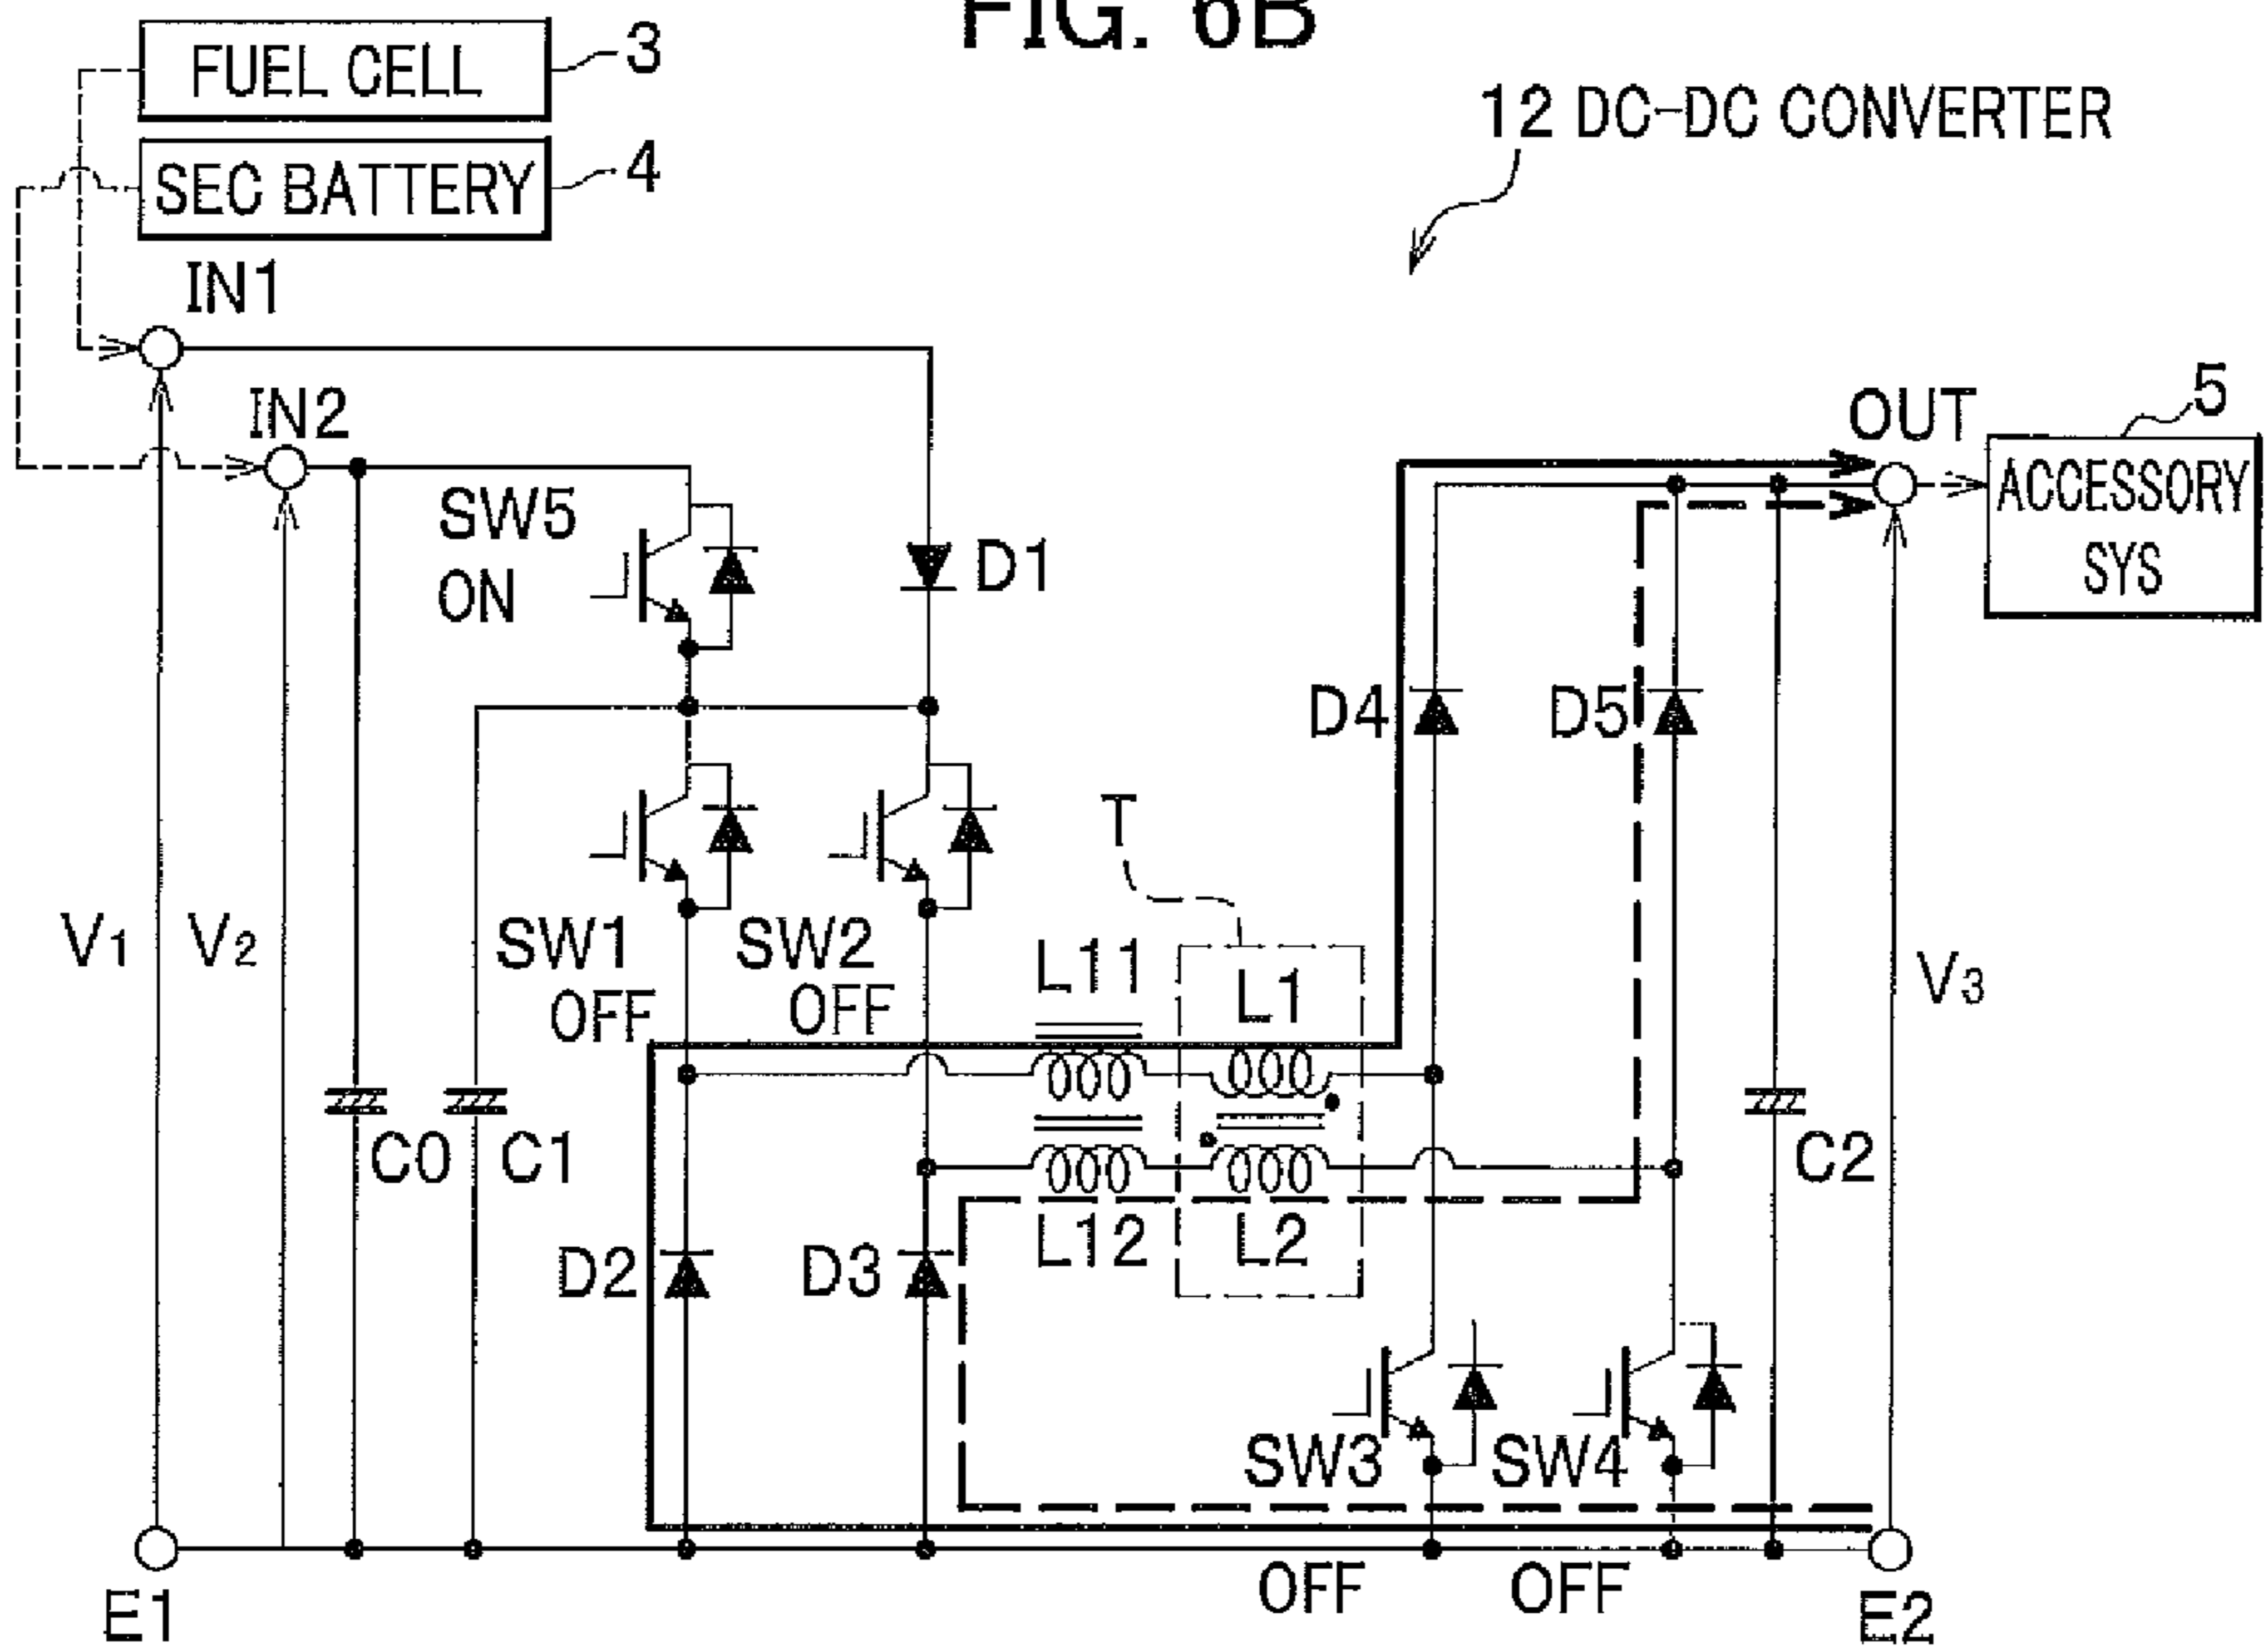 FIG. 6B
FUEL CELL
3
SEC BATTERY
4
12 DC-DC CONVERTER
IN1
IN2
OUT
5
ACCESSORY
SYS
SW5
ON
D1
D4
D5
T
V1
V2
SW1
OFF
SW2
OFF
L11
L1
V3
C0
C1
C2
L12
L2
D2
D3
SW3
SW4
OFF
OFF
E1
E2